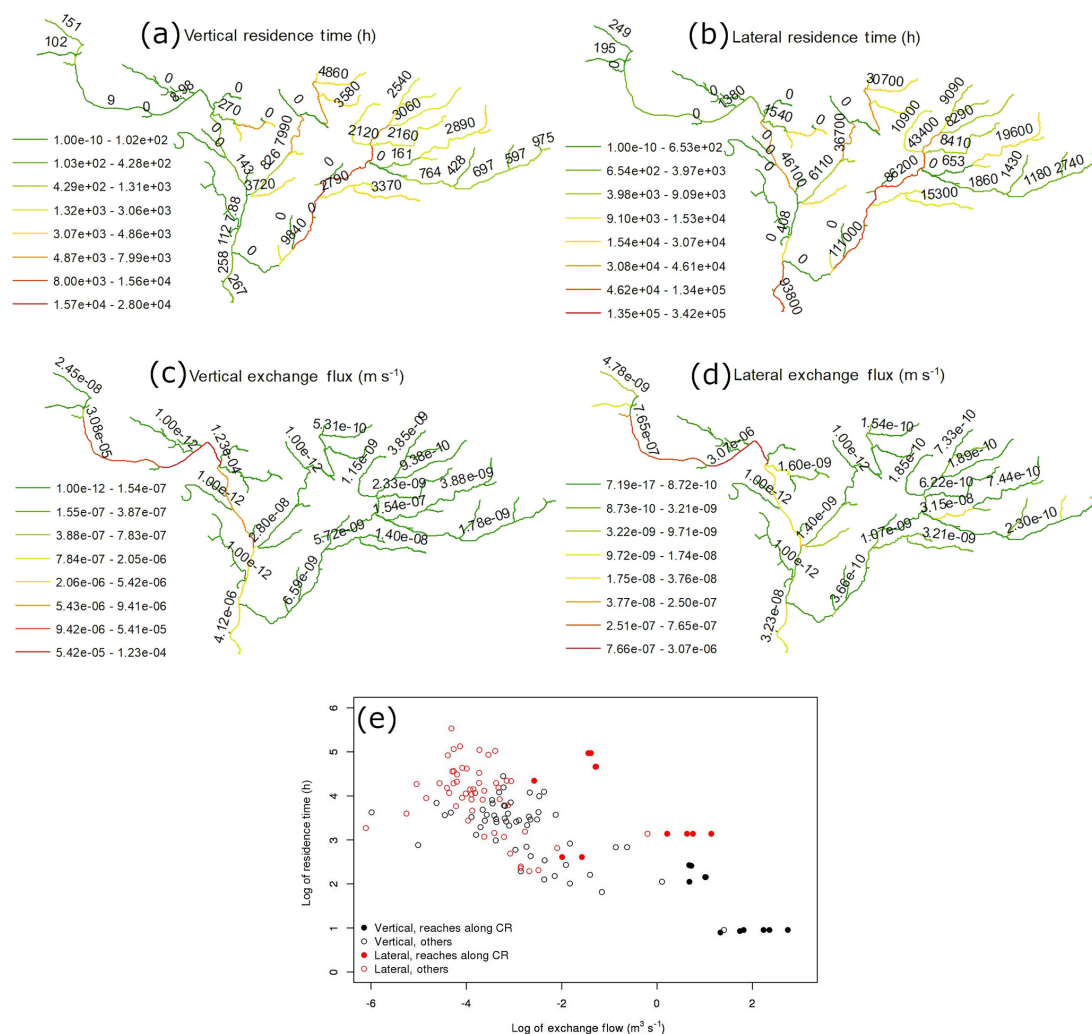 (a) Vertical residence time (h)
151
102
9
0
8.98
0
0
270
0
0
0
4860
3580
2540
3060
2120
2160
2890
7990
826
143
3720
161
2790
764
428
697
597
975
3370
7.88
112
0
9840
0
0
258
267
1.00e-10 - 1.02e+02
1.03e+02 - 4.28e+02
4.29e+02 - 1.31e+03
1.32e+03 - 3.06e+03
3.07e+03 - 4.86e+03
4.87e+03 - 7.99e+03
8.00e+03 - 1.56e+04
1.57e+04 - 2.80e+04
(b) Lateral residence time (h)
249
195
0
0
1380
0
0
1540
0
0
0
30700
10900
9090
8290
43400
8410
19600
36700
46100
6110
86200
653
1860
1430
1180
2740
15300
408
0
0
0
111000
0
93800
1.00e-10 - 6.53e+02
6.54e+02 - 3.97e+03
3.98e+03 - 9.09e+03
9.10e+03 - 1.53e+04
1.54e+04 - 3.07e+04
3.08e+04 - 4.61e+04
4.62e+04 - 1.34e+05
1.35e+05 - 3.42e+05
(c) Vertical exchange flux (m s⁻¹)
2.45e-08
3.08e-05
1.00e-12
1.23e-04
1.00e-12
5.31e-10
1.15e-09
3.85e-09
9.38e-10
2.33e-09
3.88e-09
1.00e-12
2.80e-08
1.54e-07
5.72e-09
1.40e-08
1.78e-09
1.00e-12
6.59e-09
4.12e-06
1.00e-12 - 1.54e-07
1.55e-07 - 3.87e-07
3.88e-07 - 7.83e-07
7.84e-07 - 2.05e-06
2.06e-06 - 5.42e-06
5.43e-06 - 9.41e-06
9.42e-06 - 5.41e-05
5.42e-05 - 1.23e-04
(d) Lateral exchange flux (m s⁻¹)
4.78e-09
7.65e-07
3.07e-06
1.60e-09
1.00e-12
1.54e-10
1.85e-10
7.33e-10
1.89e-10
6.22e-10
7.44e-10
1.00e-12
1.40e-09
3.15e-08
1.07e-09
3.21e-09
2.30e-10
1.00e-12
3.66e-10
3.23e-08
7.19e-17 - 8.72e-10
8.73e-10 - 3.21e-09
3.22e-09 - 9.71e-09
9.72e-09 - 1.74e-08
1.75e-08 - 3.76e-08
3.77e-08 - 2.50e-07
2.51e-07 - 7.65e-07
7.66e-07 - 3.07e-06
(e)
Log of residence time (h)
6
5
4
3
2
1
0
Vertical, reaches along CR
Vertical, others
Lateral, reaches along CR
Lateral, others
-6 -4 -2 0 2
Log of exchange flow (m³ s⁻¹)